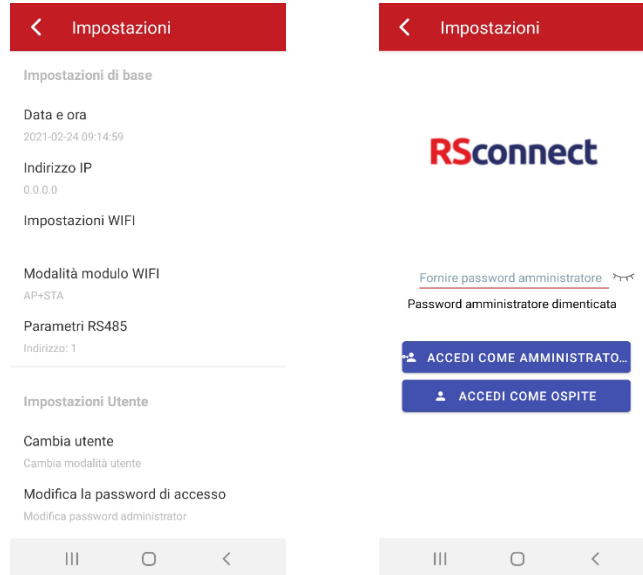 Impostazioni
Impostazioni di base
Data e ora
2021-02-24 09:14:59
Indirizzo IP
0.0.0.0
Impostazioni WIFI
Modalità modulo WIFI
AP+STA
Parametri RS485
Indirizzo: 1
Impostazioni Utente
Cambia utente
Cambia modalità utente
Modifica la password di accesso
Modifica password administrator
Impostazioni
RSconnect
Fornire password amministratore
Password amministratore dimenticata
ACCEDI COME AMMINISTRATO...
ACCEDI COME OSPITE